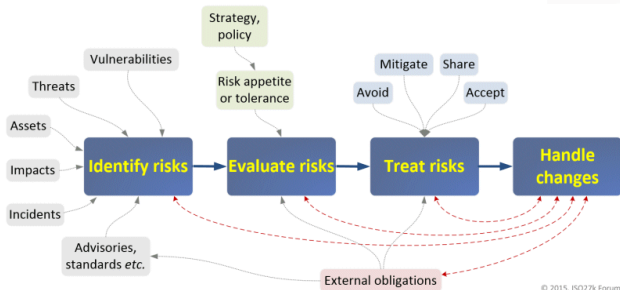 Strategy,
policy
Vulnerabilities
Mitigate
Share
Threats
Risk appetite
or tolerance
Avoid
Accept
Assets
Identify risks
Evaluate risks
Treat risks
Handle
changes
Impacts
Incidents
Advisories,
standards etc.
External obligations
© 2015, ISO27k Forum